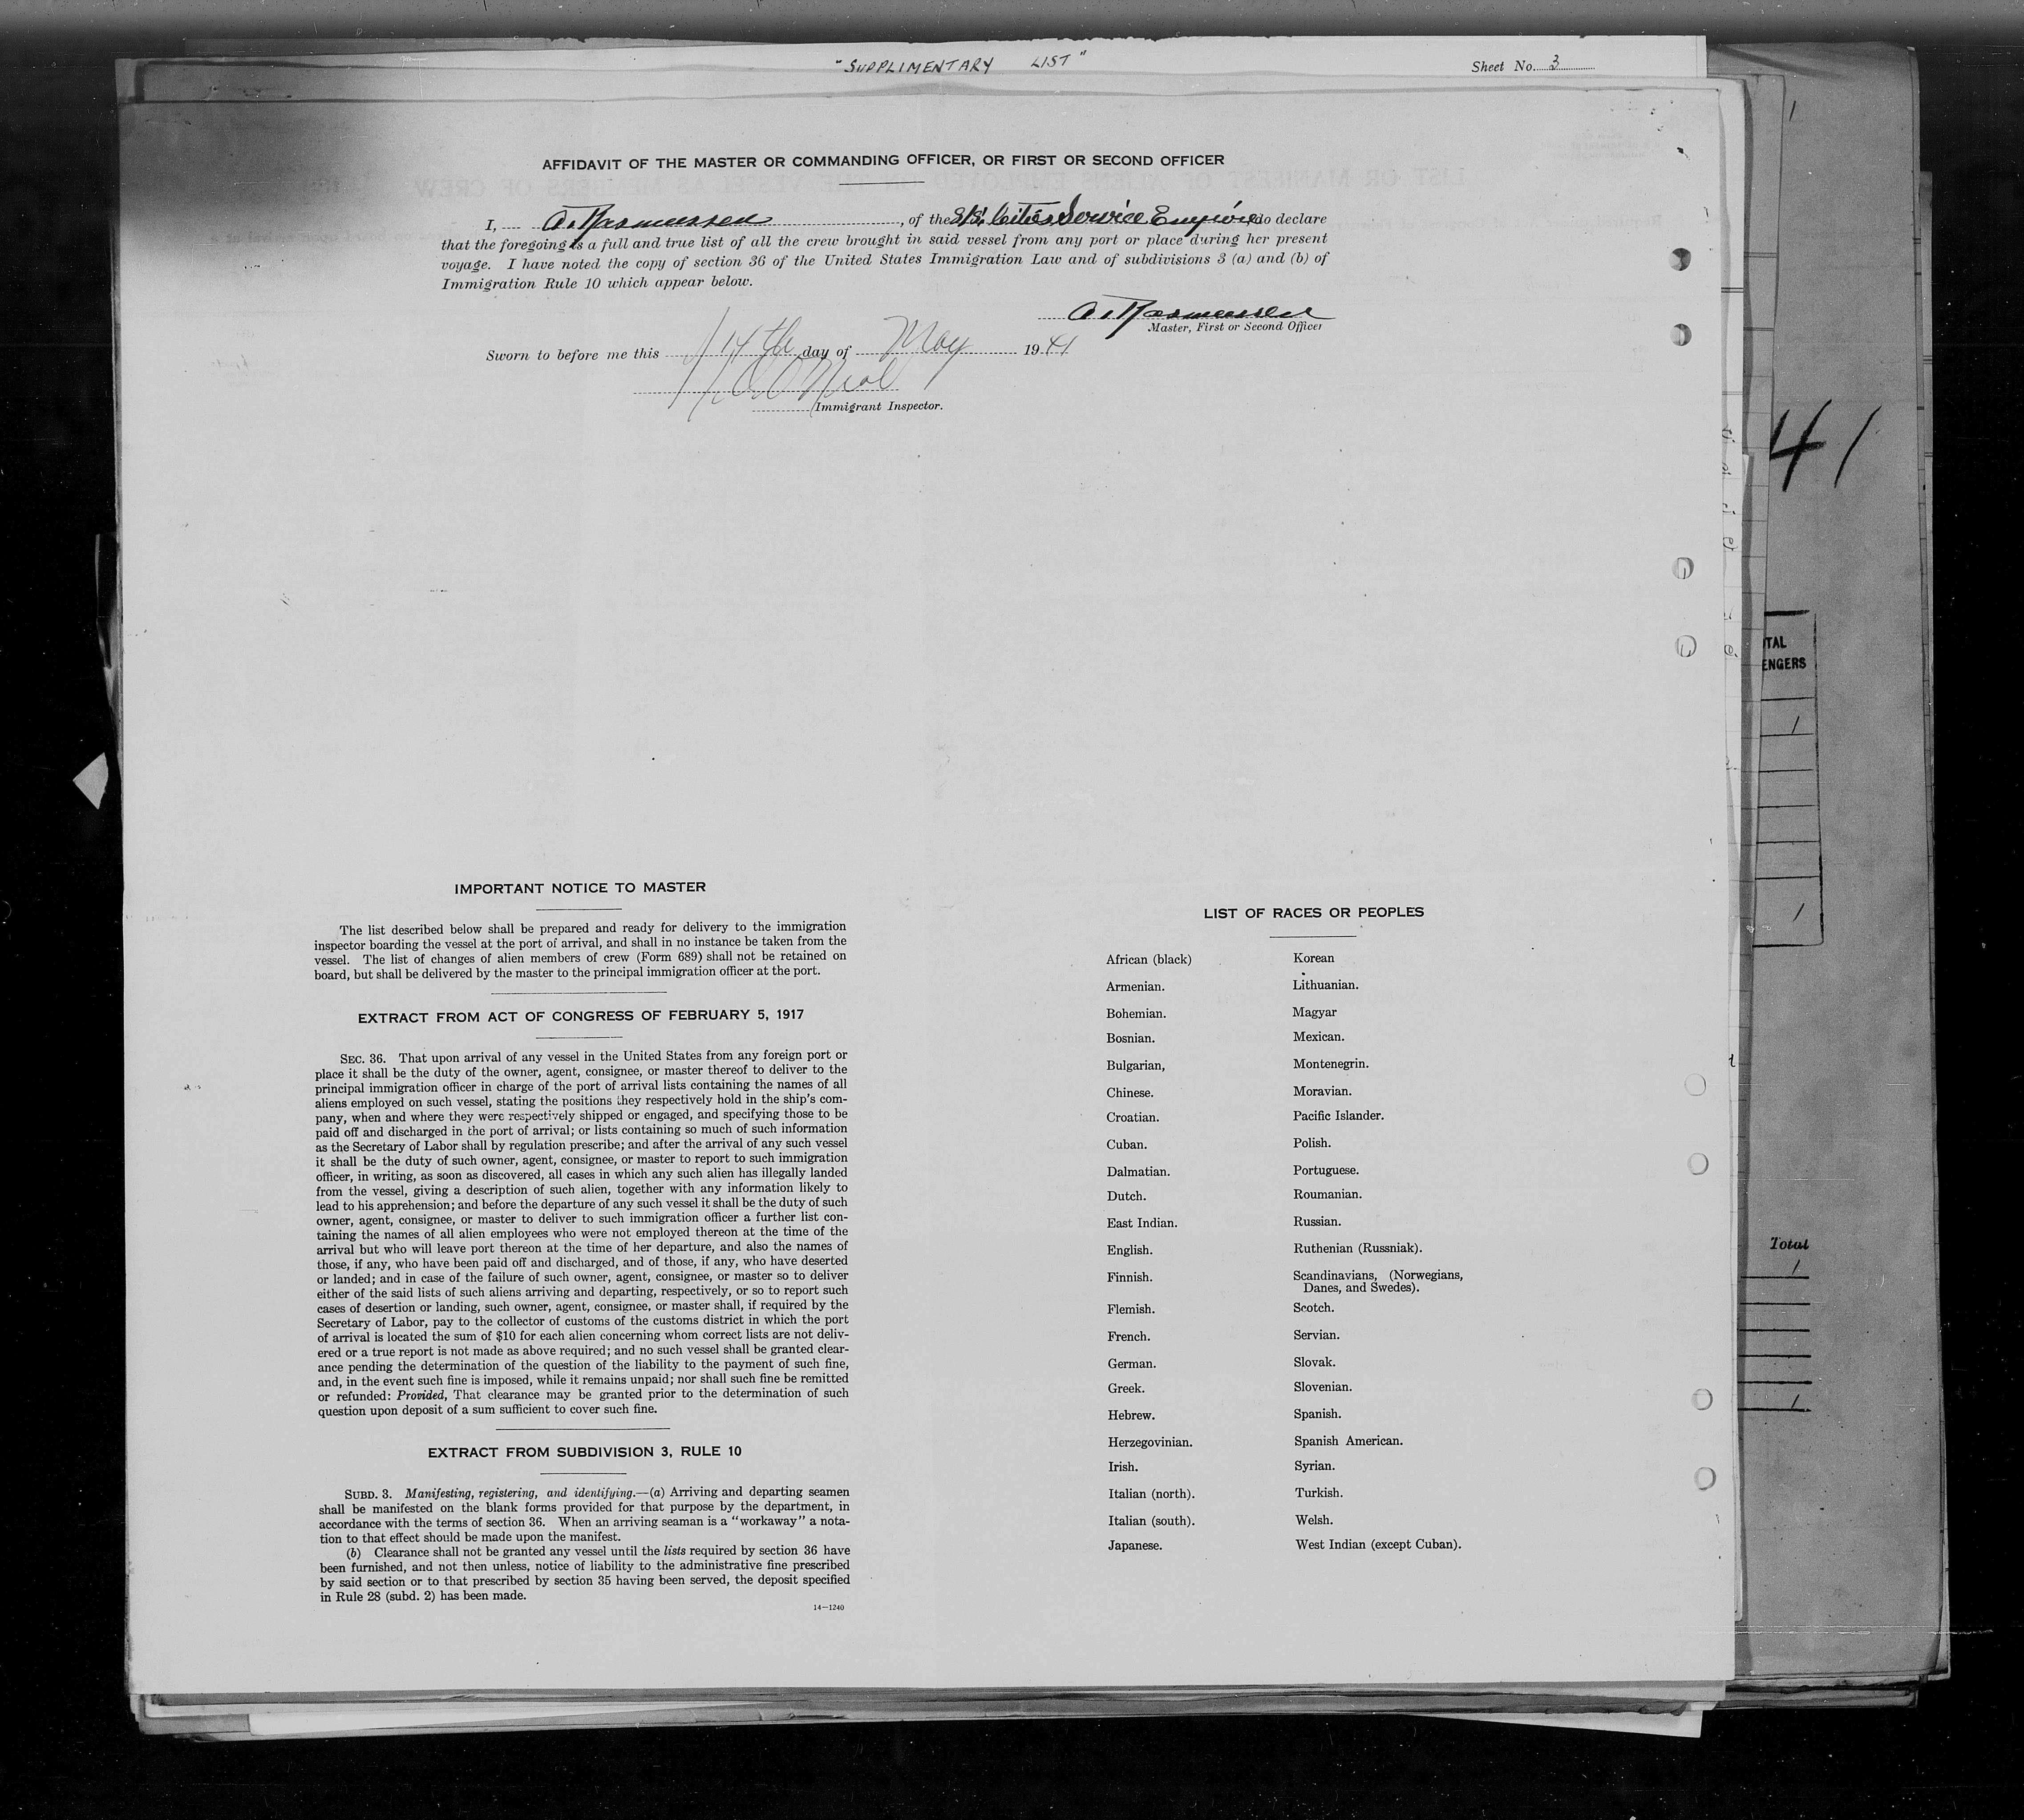 "SUPPLIMENTARY LIST"
Sheet No. 3
AFFIDAVIT OF THE MASTER OR COMMANDING OFFICER, OR FIRST OR SECOND OFFICER
I, A. Rasmussen, of the S/S. Cities Service Empire, do declare
that the foregoing is a full and true list of all the crew brought in said vessel from any port or place during her present
voyage. I have noted the copy of section 36 of the United States Immigration Law and of subdivisions 3 (a) and (b) of
Immigration Rule 10 which appear below.
A. Rasmussen
Master, First or Second Officer
Sworn to before me this 14th day of May 1941
Immigrant Inspector.
41
TAL
ENGERS
1
1
IMPORTANT NOTICE TO MASTER
The list described below shall be prepared and ready for delivery to the immigration
inspector boarding the vessel at the port of arrival, and shall in no instance be taken from the
vessel. The list of changes of alien members of crew (Form 689) shall not be retained on
board, but shall be delivered by the master to the principal immigration officer at the port.
EXTRACT FROM ACT OF CONGRESS OF FEBRUARY 5, 1917
SEC. 36. That upon arrival of any vessel in the United States from any foreign port or
place it shall be the duty of the owner, agent, consignee, or master thereof to deliver to the
principal immigration officer in charge of the port of arrival lists containing the names of all
aliens employed on such vessel, stating the positions they respectively hold in the ship's com-
pany, when and where they were respectively shipped or engaged, and specifying those to be
paid off and discharged in the port of arrival; or lists containing so much of such information
as the Secretary of Labor shall by regulation prescribe; and after the arrival of any such vessel
it shall be the duty of such owner, agent, consignee, or master to report to such immigration
officer, in writing, as soon as discovered, all cases in which any such alien has illegally landed
from the vessel, giving a description of such alien, together with any information likely to
lead to his apprehension; and before the departure of any such vessel it shall be the duty of such
owner, agent, consignee, or master to deliver to such immigration officer a further list con-
taining the names of all alien employees who were not employed thereon at the time of the
arrival but who will leave port thereon at the time of her departure, and also the names of
those, if any, who have been paid off and discharged, and of those, if any, who have deserted
or landed; and in case of the failure of such owner, agent, consignee, or master so to deliver
either of the said lists of such aliens arriving and departing, respectively, or so to report such
cases of desertion or landing, such owner, agent, consignee, or master shall, if required by the
Secretary of Labor, pay to the collector of customs of the customs district in which the port
of arrival is located the sum of $10 for each alien concerning whom correct lists are not deliv-
ered or a true report is not made as above required; and no such vessel shall be granted clear-
ance pending the determination of the question of the liability to the payment of such fine,
and, in the event such fine is imposed, while it remains unpaid; nor shall such fine be remitted
or refunded: Provided, That clearance may be granted prior to the determination of such
question upon deposit of a sum sufficient to cover such fine.
EXTRACT FROM SUBDIVISION 3, RULE 10
SUBD. 3. Manifesting, registering, and identifying.—(a) Arriving and departing seamen
shall be manifested on the blank forms provided for that purpose by the department, in
accordance with the terms of section 36. When an arriving seaman is a "workaway" a nota-
tion to that effect should be made upon the manifest.
(b) Clearance shall not be granted any vessel until the lists required by section 36 have
been furnished, and not then unless, notice of liability to the administrative fine prescribed
by said section or to that prescribed by section 35 having been served, the deposit specified
in Rule 28 (subd. 2) has been made.
14—1240
LIST OF RACES OR PEOPLES
African (black)
Armenian.
Bohemian.
Bosnian.
Bulgarian,
Chinese.
Croatian.
Cuban.
Dalmatian.
Dutch.
East Indian.
English.
Finnish.
Flemish.
French.
German.
Greek.
Hebrew.
Herzegovinian.
Irish.
Italian (north).
Italian (south).
Japanese.
Korean
Lithuanian.
Magyar
Mexican.
Montenegrin.
Moravian.
Pacific Islander.
Polish.
Portuguese.
Roumanian.
Russian.
Ruthenian (Russniak).
Scandinavians, (Norwegians,
Danes, and Swedes).
Scotch.
Servian.
Slovak.
Slovenian.
Spanish.
Spanish American.
Syrian.
Turkish.
Welsh.
West Indian (except Cuban).
Total
1
1